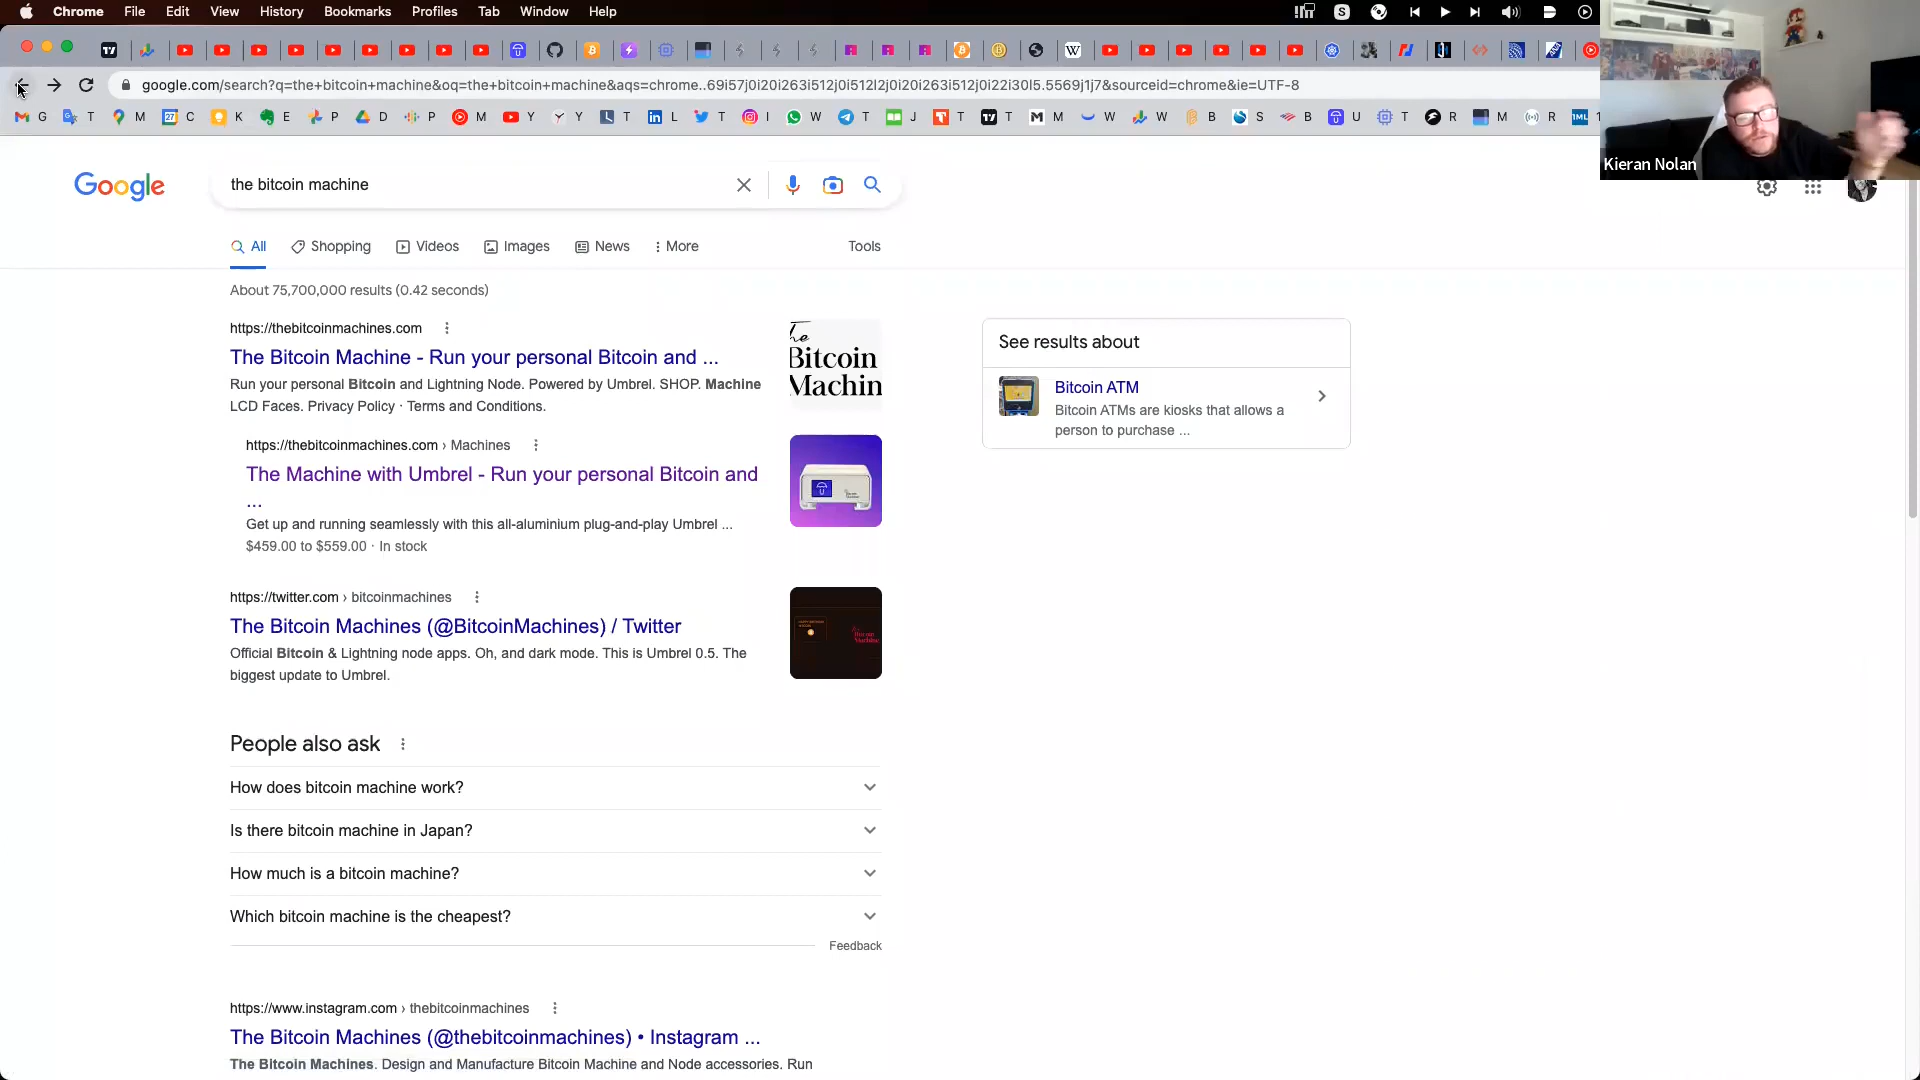 Chrome File Edit View History Bookmarks Profiles Tab Window Help
google.com/search?q=the+bitcoin+machine&oq=the+bitcoin+machine&aqs=chrome..69i57j0i20i263i512j0i512l2j0i20i263i512j0i22i30l5.5569j1j7&sourceid=chrome&ie=UTF-8
G T M C K E P D P M Y Y T L T I W T J T T M W W B S B U T R M R 1
Kieran Nolan
Google
the bitcoin machine
All Shopping Videos Images News More Tools
About 75,700,000 results (0.42 seconds)
https://thebitcoinmachines.com
The Bitcoin Machine - Run your personal Bitcoin and ...
Run your personal Bitcoin and Lightning Node. Powered by Umbrel. SHOP. Machine
LCD Faces. Privacy Policy · Terms and Conditions.
The
Bitcoin
Machin
See results about
Bitcoin ATM
Bitcoin ATMs are kiosks that allows a
person to purchase ...
https://thebitcoinmachines.com › Machines
The Machine with Umbrel - Run your personal Bitcoin and
...
Get up and running seamlessly with this all-aluminium plug-and-play Umbrel ...
$459.00 to $559.00 · In stock
https://twitter.com › bitcoinmachines
The Bitcoin Machines (@BitcoinMachines) / Twitter
Official Bitcoin & Lightning node apps. Oh, and dark mode. This is Umbrel 0.5. The
biggest update to Umbrel.
People also ask
How does bitcoin machine work?
Is there bitcoin machine in Japan?
How much is a bitcoin machine?
Which bitcoin machine is the cheapest?
Feedback
https://www.instagram.com › thebitcoinmachines
The Bitcoin Machines (@thebitcoinmachines) • Instagram ...
The Bitcoin Machines. Design and Manufacture Bitcoin Machine and Node accessories. Run